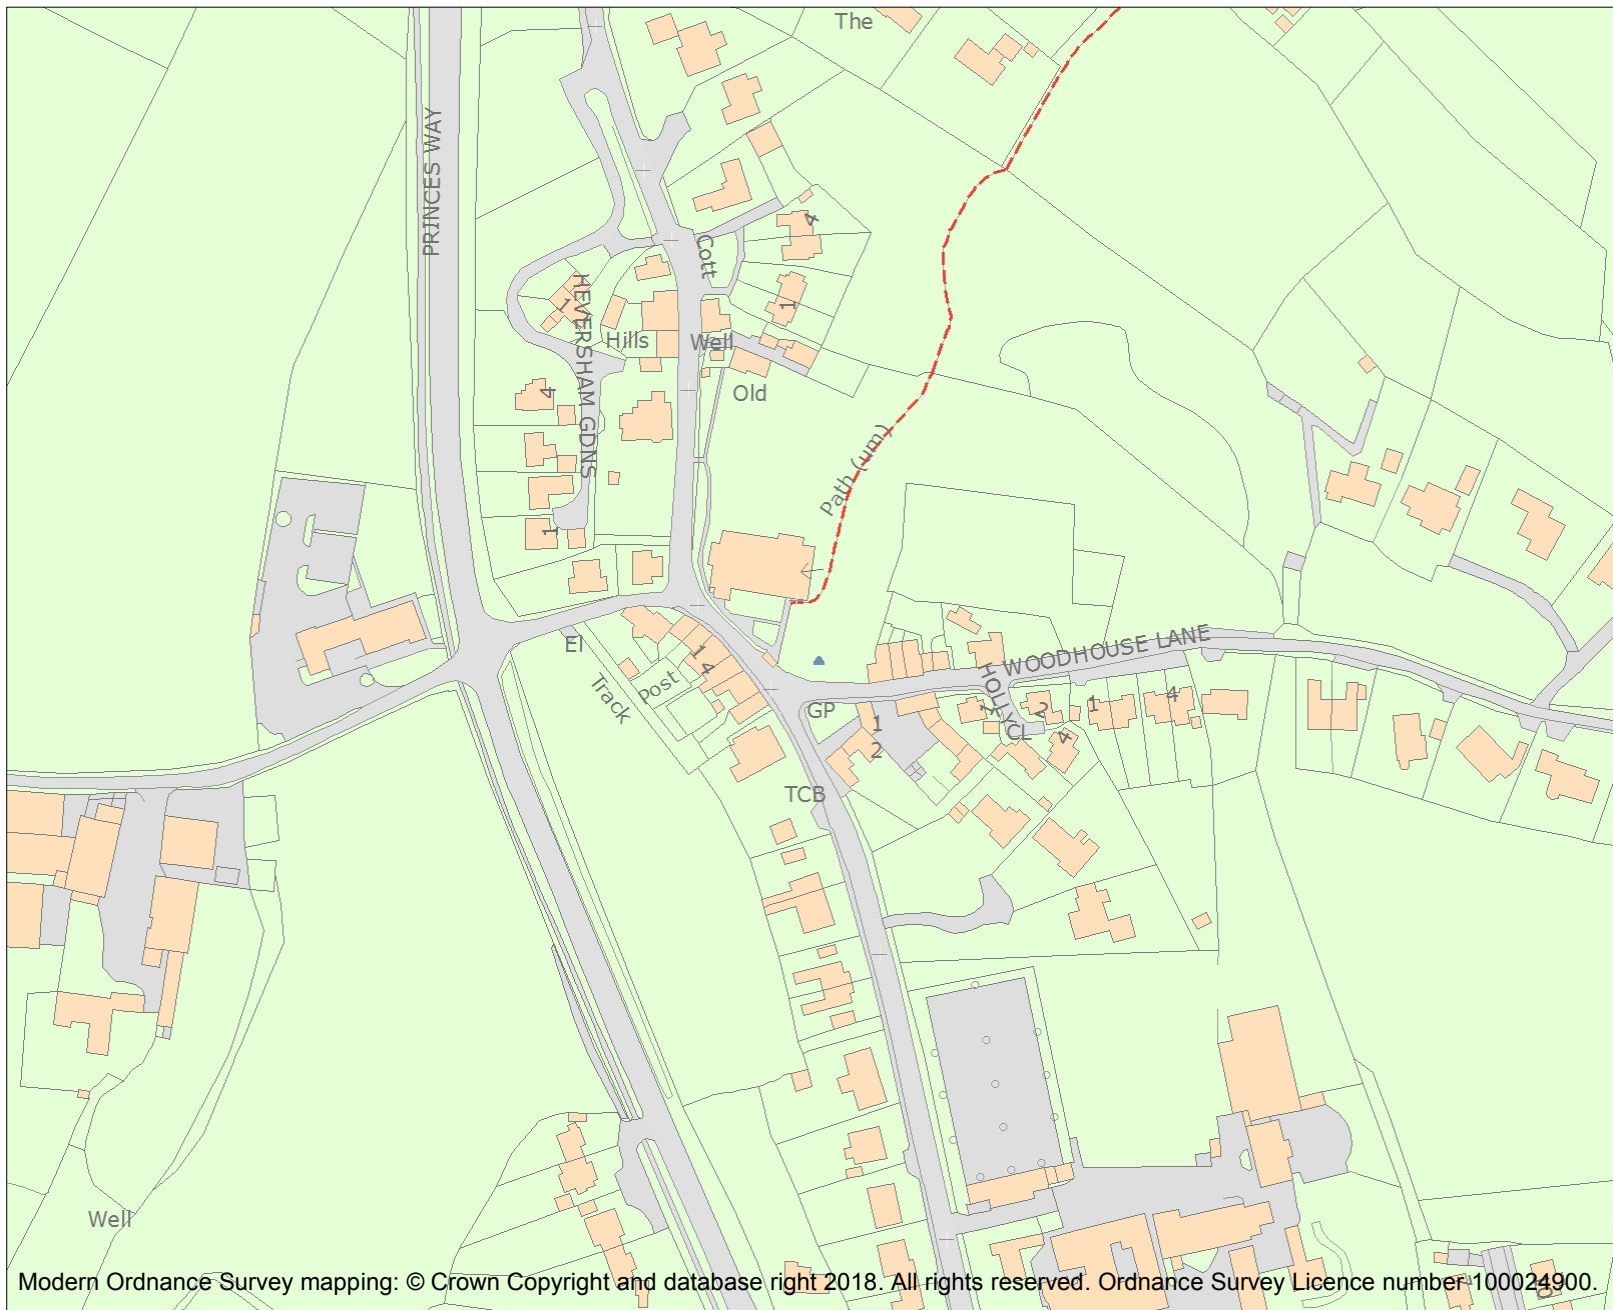 The
PRINCES WAY
4
Cott
1
HEVERSHAM GDNS
1
Hills
Well
Old
4
Path (um)
1
El
WOODHOUSE LANE
1
4
Post
Track
HOLLY
CL
GP
1
2
1
2
1
4
4
TCB
Well
Modern Ordnance Survey mapping: © Crown Copyright and database right 2018. All rights reserved. Ordnance Survey Licence number 100024900.